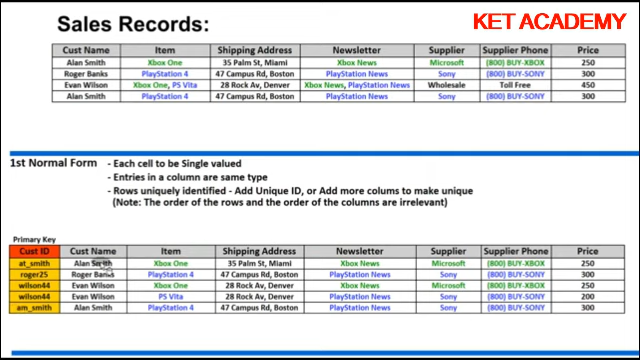 Sales Records:
KET ACADEMY
Cust Name Item Shipping Address Newsletter Supplier Supplier Phone Price
Alan Smith Xbox One 35 Palm St, Miami Xbox News Microsoft (800) BUY-XBOX 250
Roger Banks PlayStation 4 47 Campus Rd, Boston PlayStation News Sony (800) BUY-SONY 300
Evan Wilson Xbox One, PS Vita 28 Rock Av, Denver Xbox News, PlayStation News Wholesale Toll Free 450
Alan Smith PlayStation 4 47 Campus Rd, Boston PlayStation News Sony (800) BUY-SONY 300
1st Normal Form - Each cell to be Single valued
- Entries in a column are same type
- Rows uniquely identified - Add Unique ID, or Add more colums to make unique
(Note: The order of the rows and the order of the columns are irrelevant)
Primary Key
Cust ID Cust Name Item Shipping Address Newsletter Supplier Supplier Phone Price
at_smith Alan Smith Xbox One 35 Palm St, Miami Xbox News Microsoft (800) BUY-XBOX 250
roger25 Roger Banks PlayStation 4 47 Campus Rd, Boston PlayStation News Sony (800) BUY-SONY 300
wilson44 Evan Wilson Xbox One 28 Rock Av, Denver Xbox News Microsoft (800) BUY-XBOX 250
wilson44 Evan Wilson PS Vita 28 Rock Av, Denver PlayStation News Sony (800) BUY-SONY 200
am_smith Alan Smith PlayStation 4 47 Campus Rd, Boston PlayStation News Sony (800) BUY-SONY 300